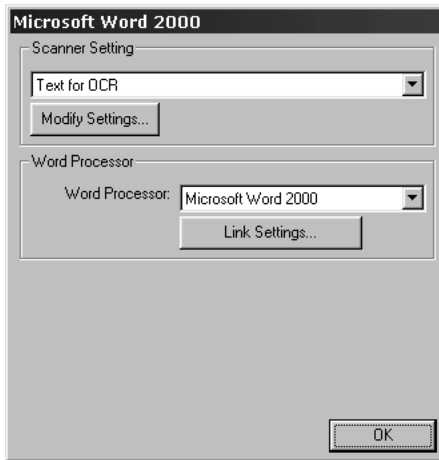 Microsoft Word 2000
Scanner Setting
Text for OCR
Modify Settings...
Word Processor
Word Processor: Microsoft Word 2000
Link Settings...
OK